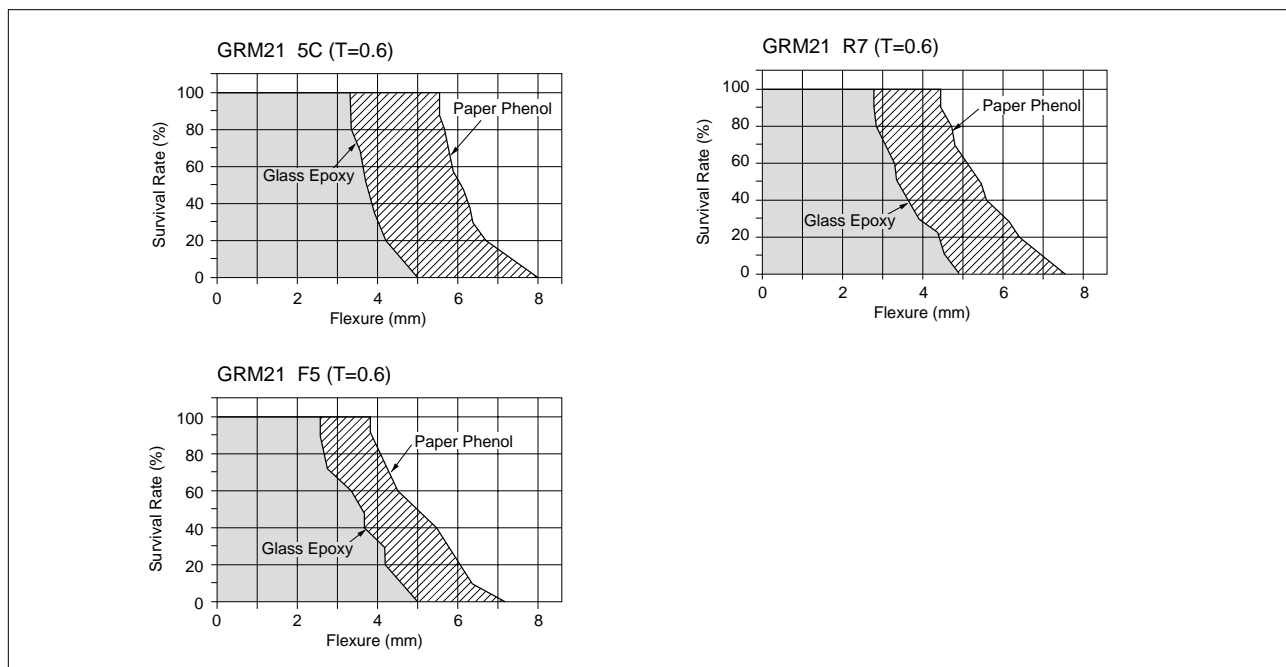 GRM21 5C (T=0.6)
100
80
60
40
20
0
Survival Rate (%)
Paper Phenol
Glass Epoxy
0 2 4 6 8
Flexure (mm)
GRM21 R7 (T=0.6)
100
80
60
40
20
0
Survival Rate (%)
Paper Phenol
Glass Epoxy
0 2 4 6 8
Flexure (mm)
GRM21 F5 (T=0.6)
100
80
60
40
20
0
Survival Rate (%)
Paper Phenol
Glass Epoxy
0 2 4 6 8
Flexure (mm)